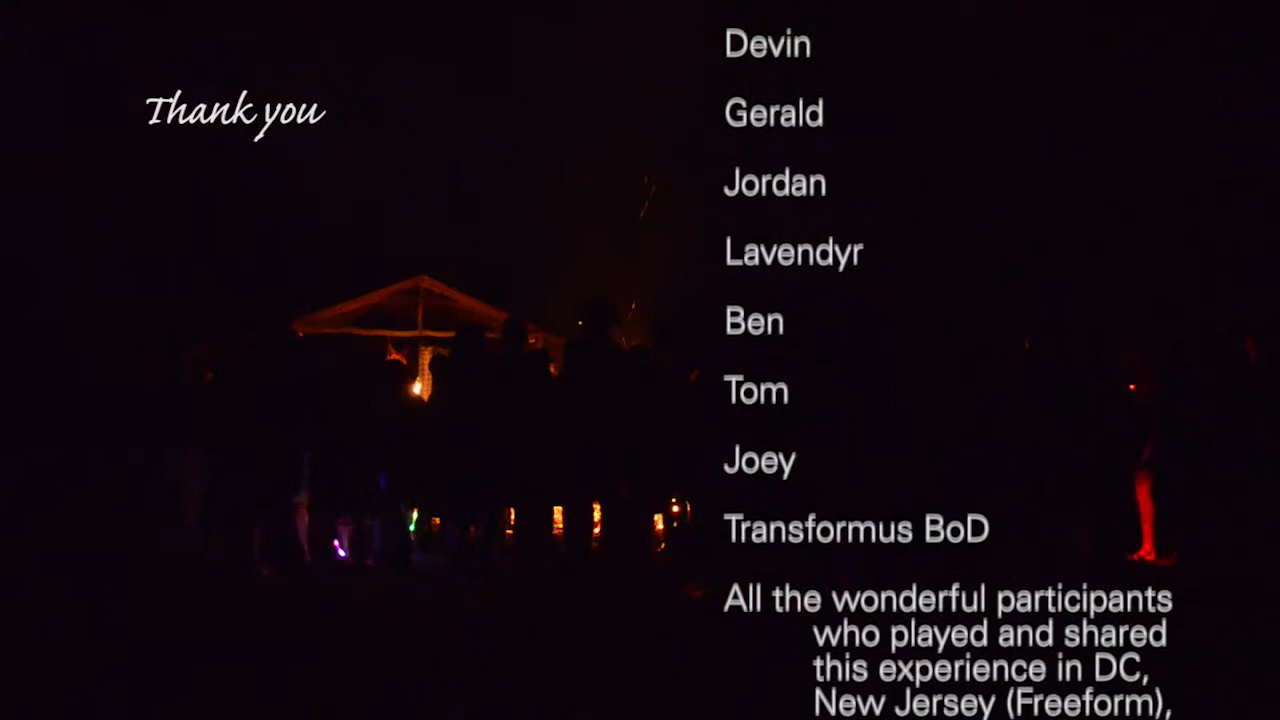 Thank you
Devin
Gerald
Jordan
Lavendyr
Ben
Tom
Joey
Transformus BoD
All the wonderful participants
who played and shared
this experience in DC,
New Jersey (Freeform),